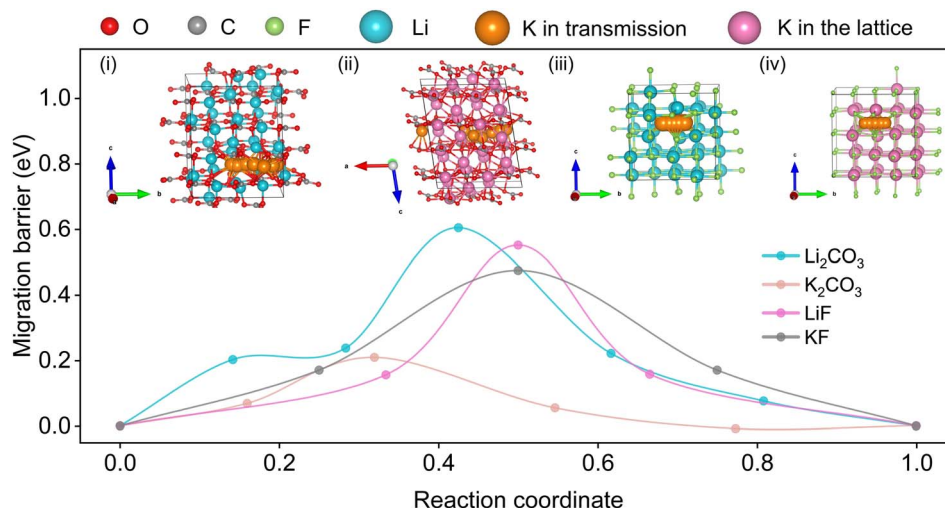 O C F Li K in transmission K in the lattice
(i) (ii) (iii) (iv)
c b
a c
c b
c b
Migration barrier (eV)
1.0
0.8
0.6
0.4
0.2
0.0
Li₂CO₃
K₂CO₃
LiF
KF
0.0 0.2 0.4 0.6 0.8 1.0
Reaction coordinate